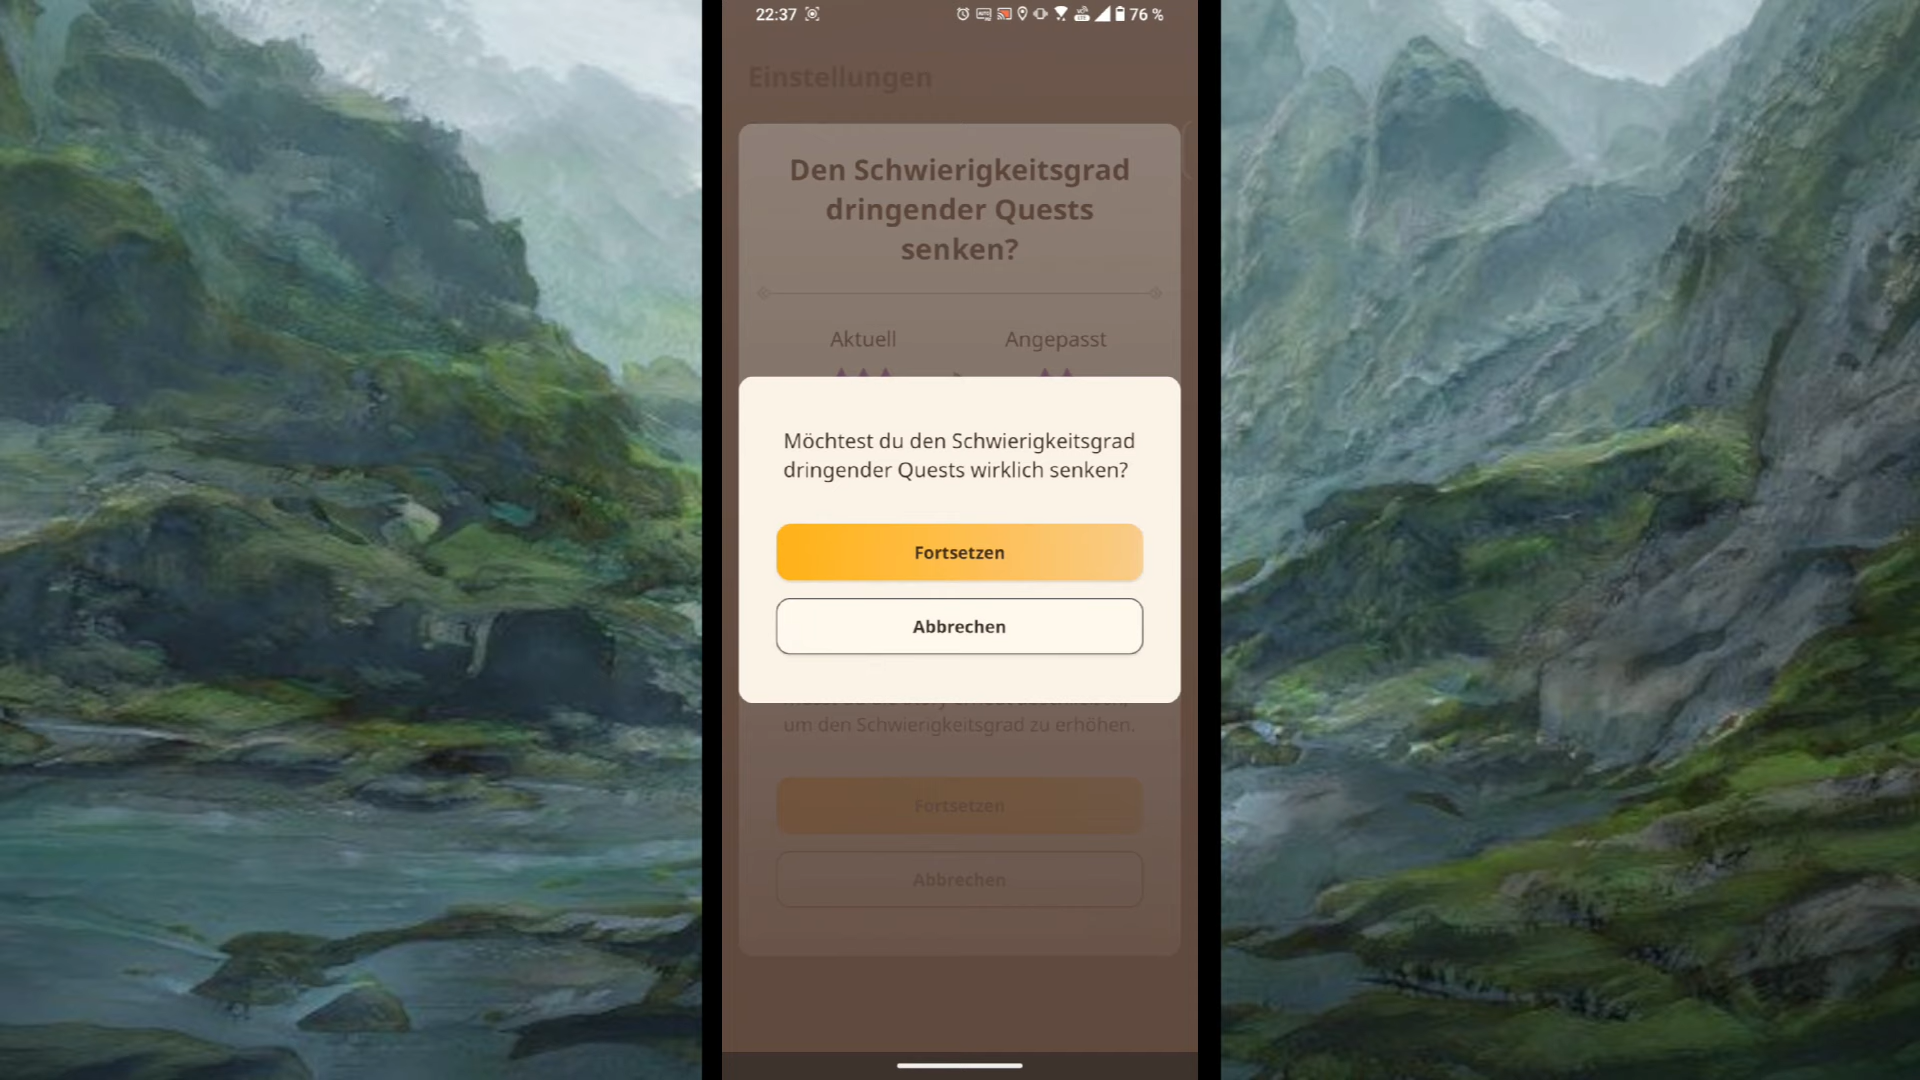 22:37 76 %
Einstellungen
Den Schwierigkeitsgrad
dringender Quests
senken?
Aktuell Angepasst
Möchtest du den Schwierigkeitsgrad
dringender Quests wirklich senken?
Fortsetzen
Abbrechen
um den Schwierigkeitsgrad zu erhöhen.
Fortsetzen
Abbrechen